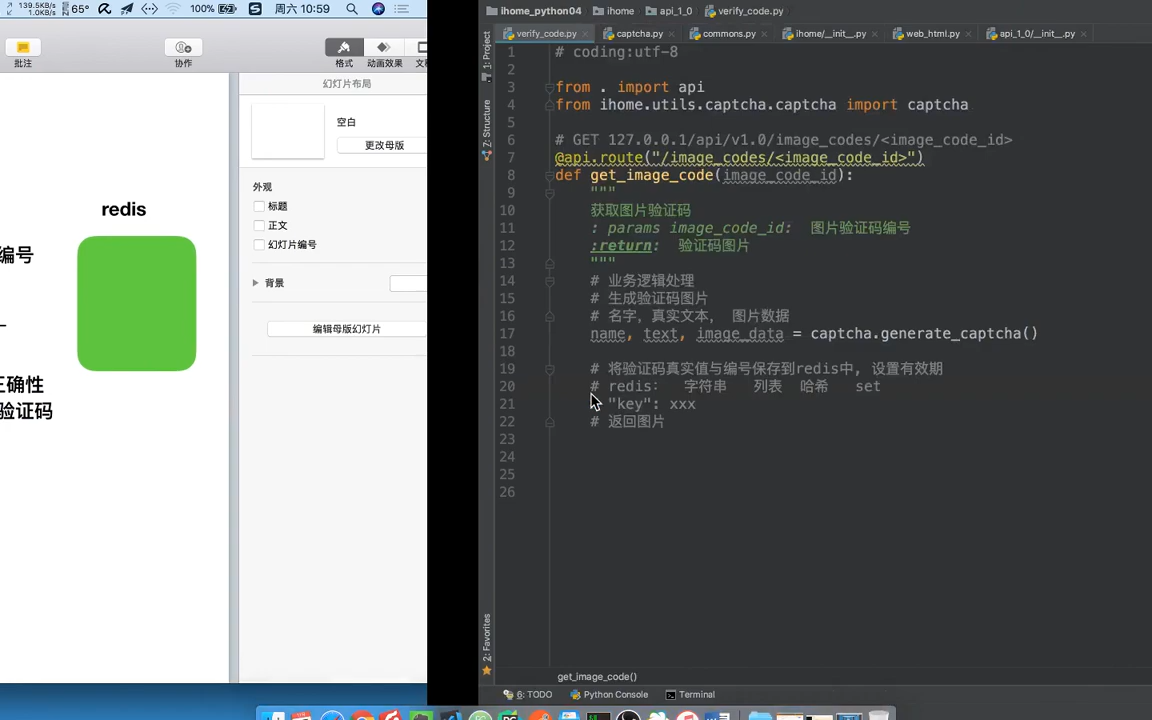 139.5KB/s
1.0KB/s
65°
100%
周六 10:59
批注
协作
格式
动画效果
幻灯片布局
空白
更改母版
外观
标题
正文
幻灯片编号
背景
编辑母版幻灯片
redis
编号
正确性
验证码
ihome_python04
ihome
api_1_0
verify_code.py
verify_code.py
captcha.py
commons.py
ihome/__init__.py
web_html.py
api_1_0/__init__.py
1: Project
7: Structure
2: Favorites
1 # coding:utf-8
2
3 from . import api
4 from ihome.utils.captcha.captcha import captcha
5
6 # GET 127.0.0.1/api/v1.0/image_codes/<image_code_id>
7 @api.route("/image_codes/<image_code_id>")
8 def get_image_code(image_code_id):
9 """
10 获取图片验证码
11 : params image_code_id: 图片验证码编号
12 :return: 验证码图片
13 """
14 # 业务逻辑处理
15 # 生成验证码图片
16 # 名字，真实文本， 图片数据
17 name, text, image_data = captcha.generate_captcha()
18
19 # 将验证码真实值与编号保存到redis中, 设置有效期
20 # redis: 字符串 列表 哈希 set
21 # "key": xxx
22 # 返回图片
23
24
25
26
get_image_code()
6: TODO
Python Console
Terminal